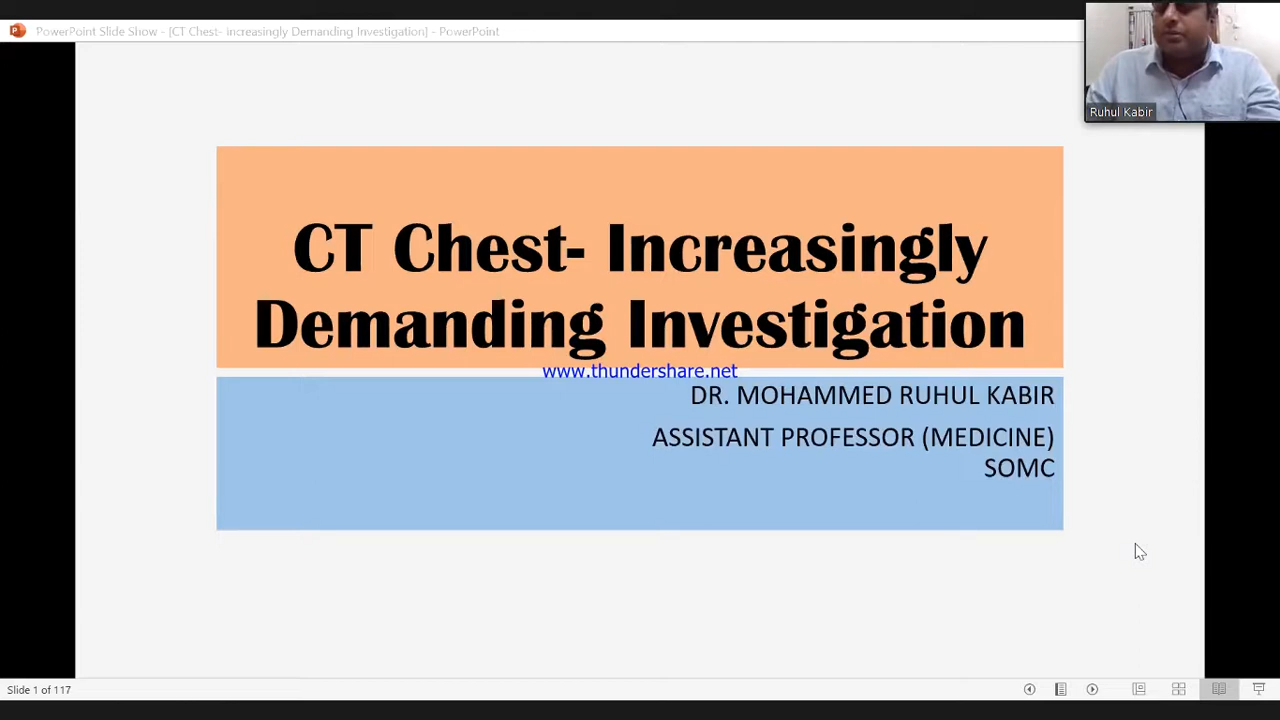 PowerPoint Slide Show - [CT Chest- increasingly Demanding Investigation] - PowerPoint
Ruhul Kabir
CT Chest- Increasingly
Demanding Investigation
www.thundershare.net
DR. MOHAMMED RUHUL KABIR
ASSISTANT PROFESSOR (MEDICINE)
SOMC
Slide 1 of 117